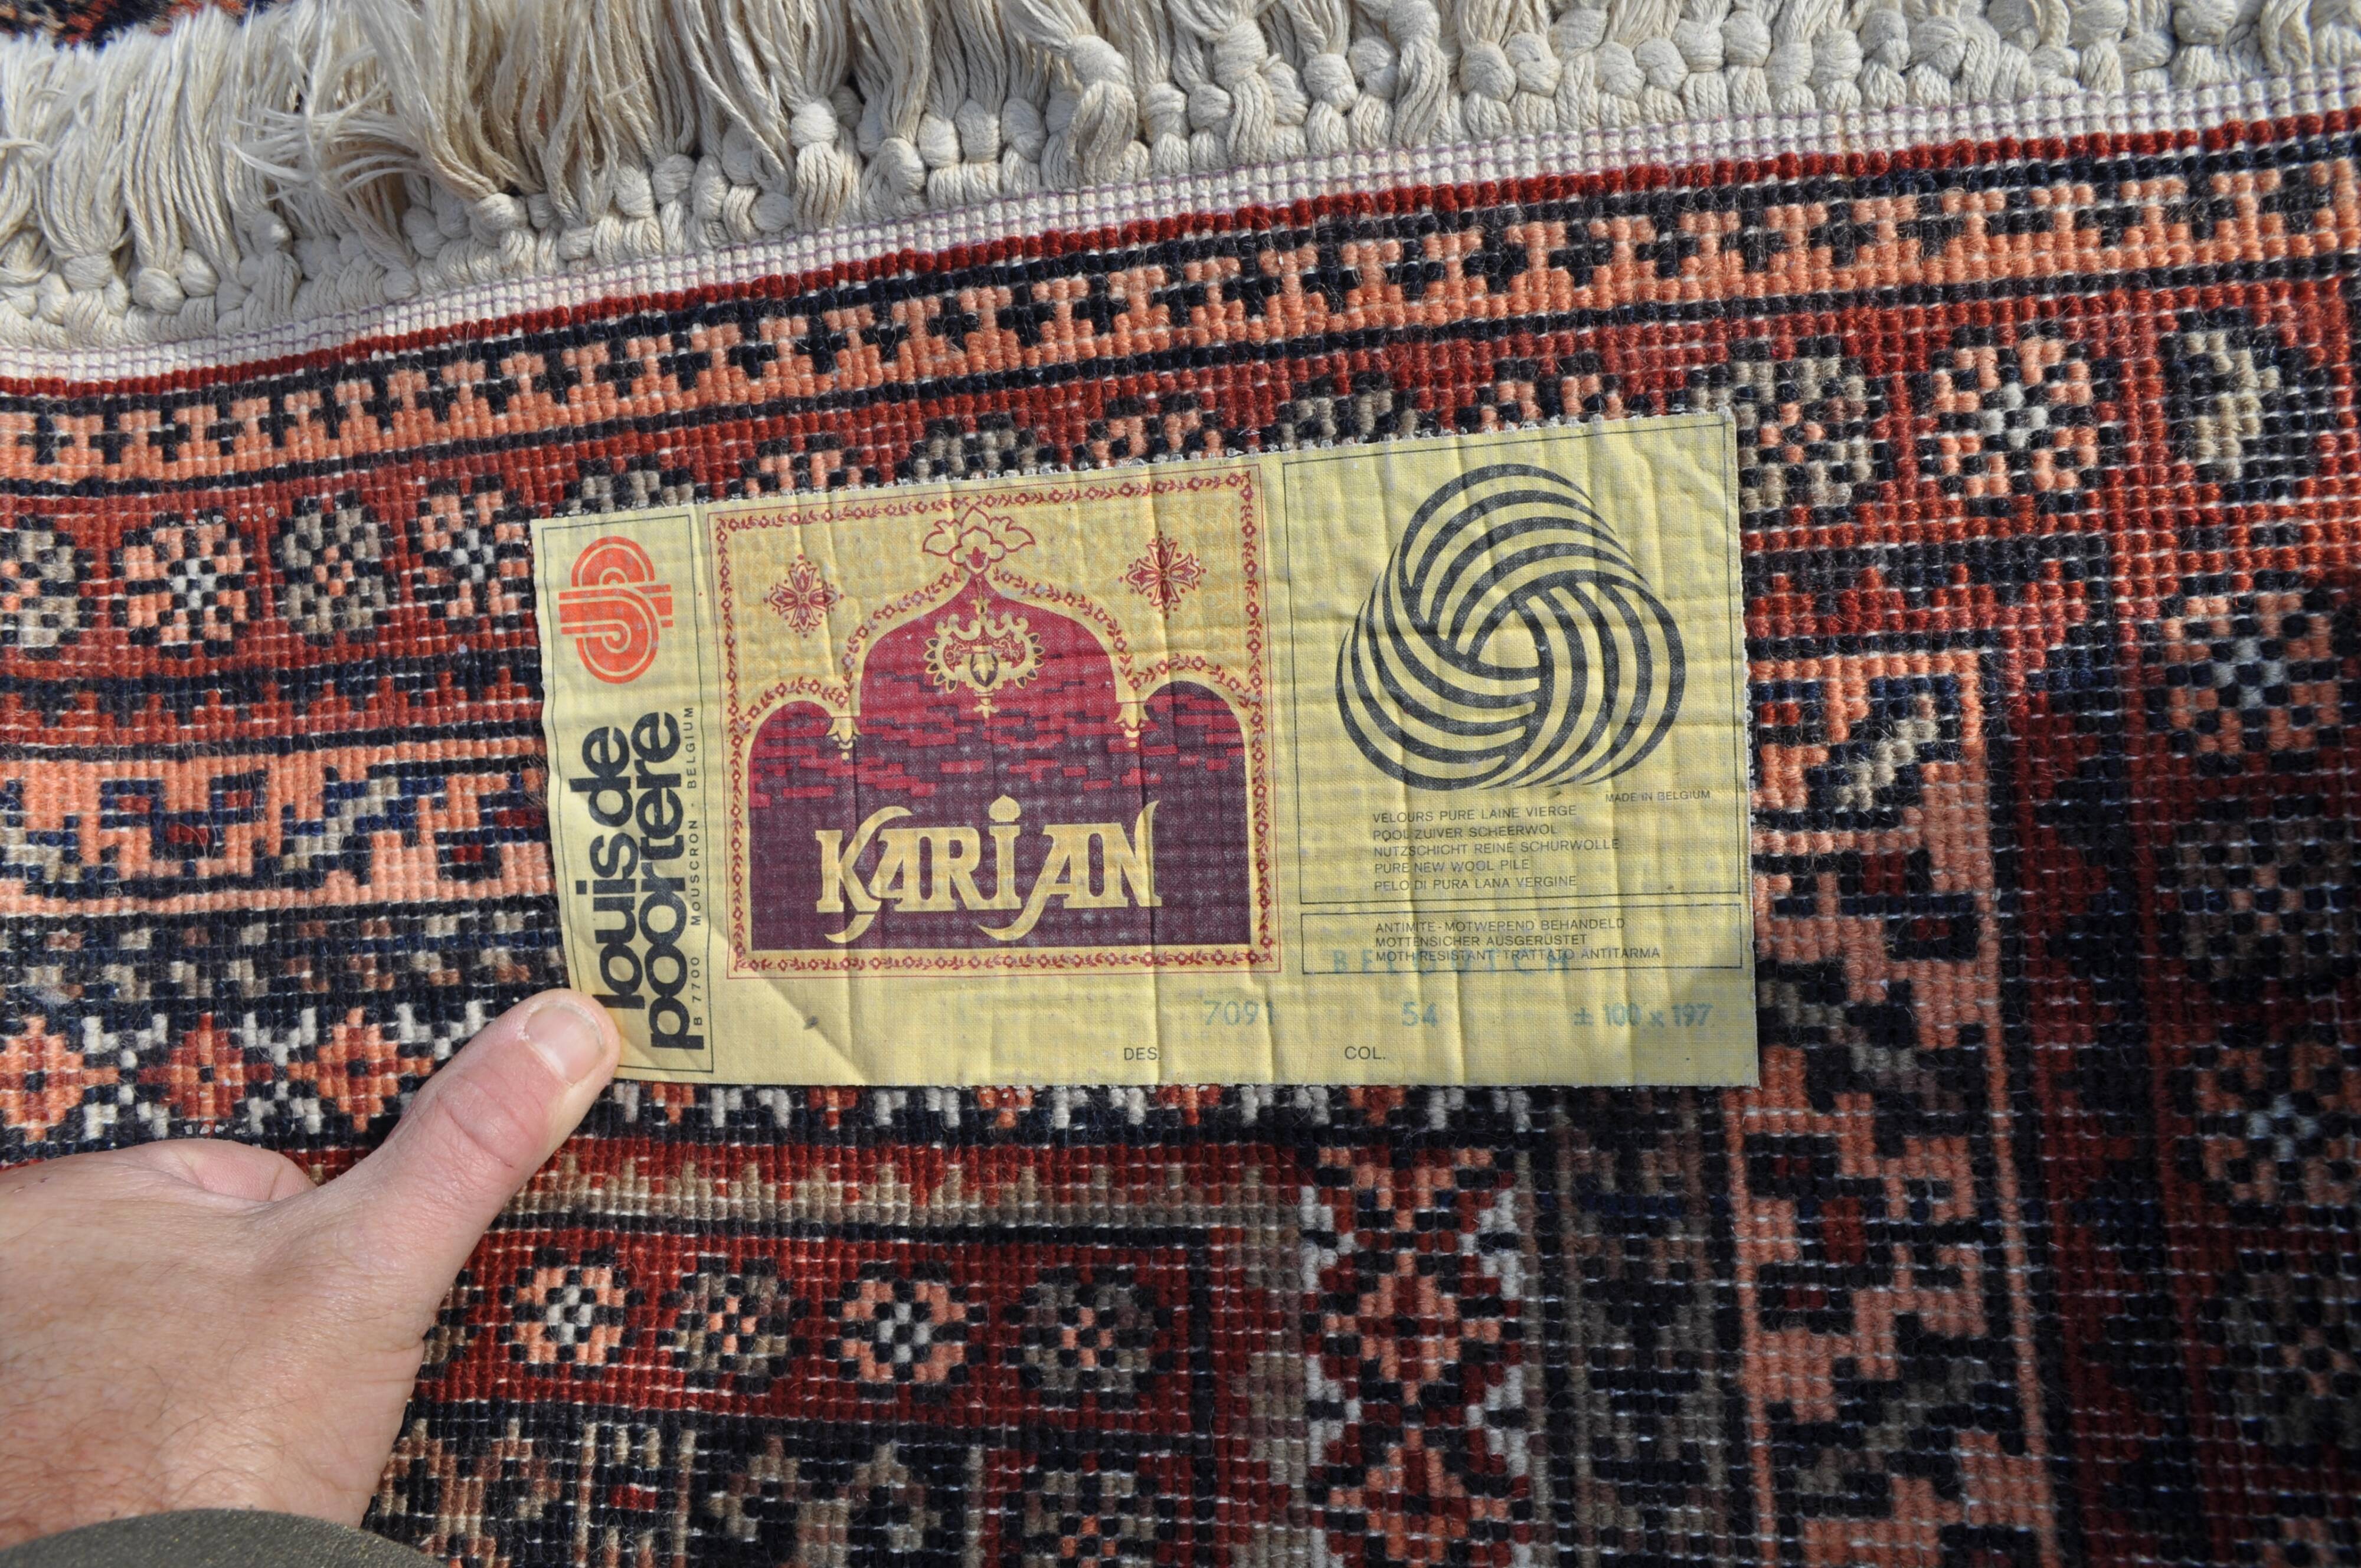 louis de
poortere
B 7700 MOUSCRON - BELGIUM
KARJAN
MADE IN BELGIUM
VELOURS PURE LAINE VIERGE
POOL ZUIVER SCHEERWOL
NUTZSCHICHT REINE SCHURWOLLE
PURE NEW WOOL PILE
PELO DI PURA LANA VERGINE
ANTIMITE-MOTWEREND BEHANDELD
MOTTENSICHER AUSGERÜSTET
MOTH RESISTANT TRATTATO ANTITARMA
7091 54 ± 100 x 197
DES. COL.